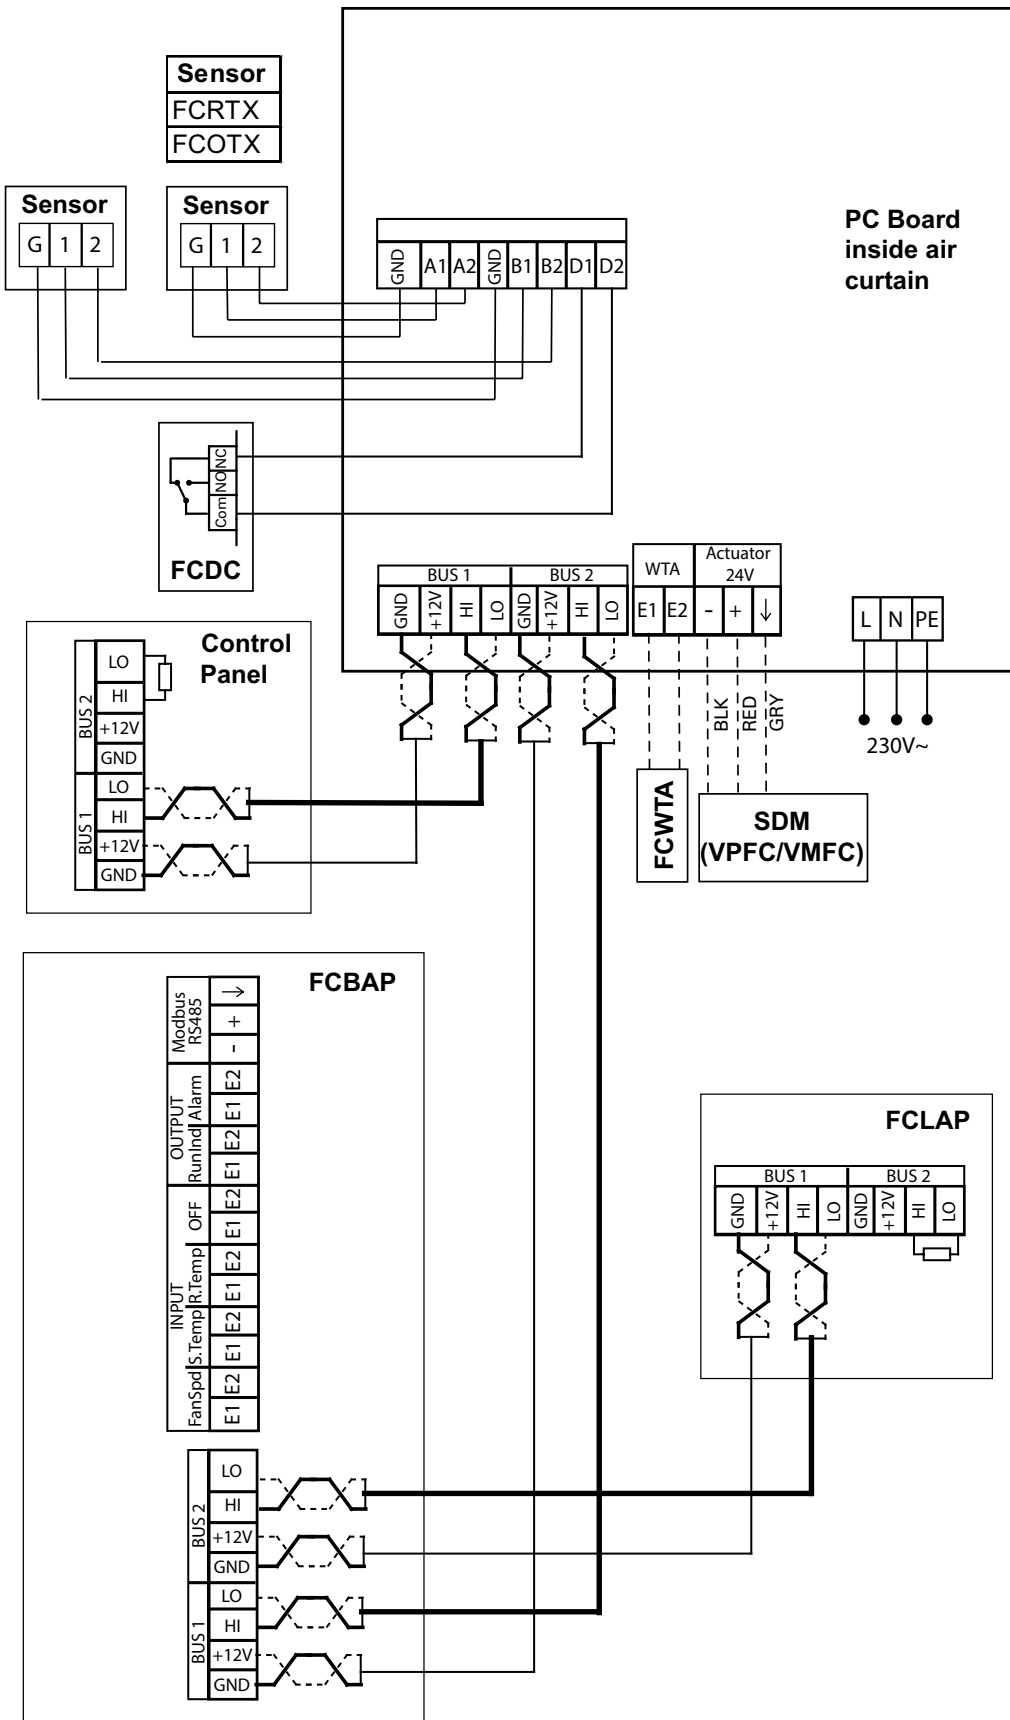 Sensor
FCRTX
FCOTX
Sensor
G 1 2
Sensor
G 1 2
GND A1 A2 GND B1 B2 D1 D2
PC Board
inside air
curtain
NC
NO
Com
FCDC
BUS 1 BUS 2
GND +12V HI LO GND +12V HI LO
WTA
Actuator
24V
E1 E2 - + ↓
L N PE
230V~
BLK
RED
GRY
FCWTA
SDM
(VPFC/VMFC)
Control
Panel
BUS 2
LO
HI
+12V
GND
BUS 1
LO
HI
+12V
GND
FCBAP
Modbus
RS485
↓
+
-
OUTPUT
Alarm
E2
E1
RunInd
E2
E1
INPUT
OFF
E2
E1
R.Temp
E2
E1
S.Temp
E2
E1
FanSpd
E2
E1
BUS 2
LO
HI
+12V
GND
BUS 1
LO
HI
+12V
GND
FCLAP
BUS 1 BUS 2
GND +12V HI LO GND +12V HI LO